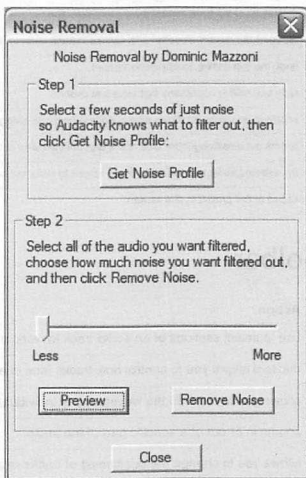 Noise Removal
Noise Removal by Dominic Mazzoni
Step 1
Select a few seconds of just noise
so Audacity knows what to filter out, then
click Get Noise Profile:
Get Noise Profile
Step 2
Select all of the audio you want filtered,
choose how much noise you want filtered out,
and then click Remove Noise.
Less More
Preview Remove Noise
Close